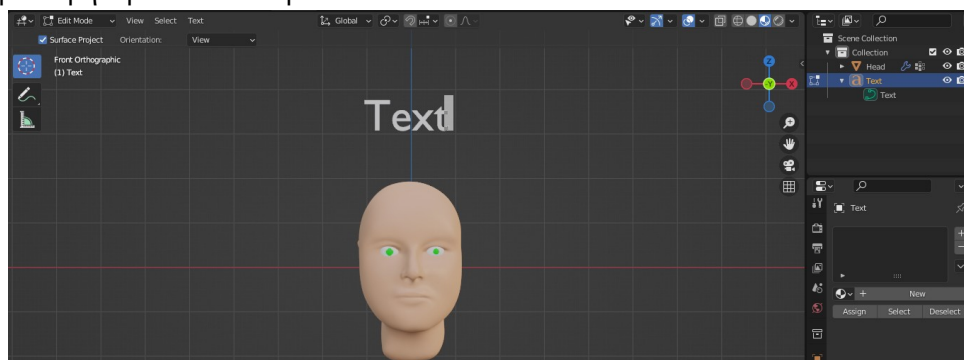 Edit Mode View Select Text Global
Surface Project Orientation: View
Front Orthographic
(1) Text
Text
Z
Y
X
Scene Collection
Collection
Head
Text
Text
Text
New
Assign Select Deselect